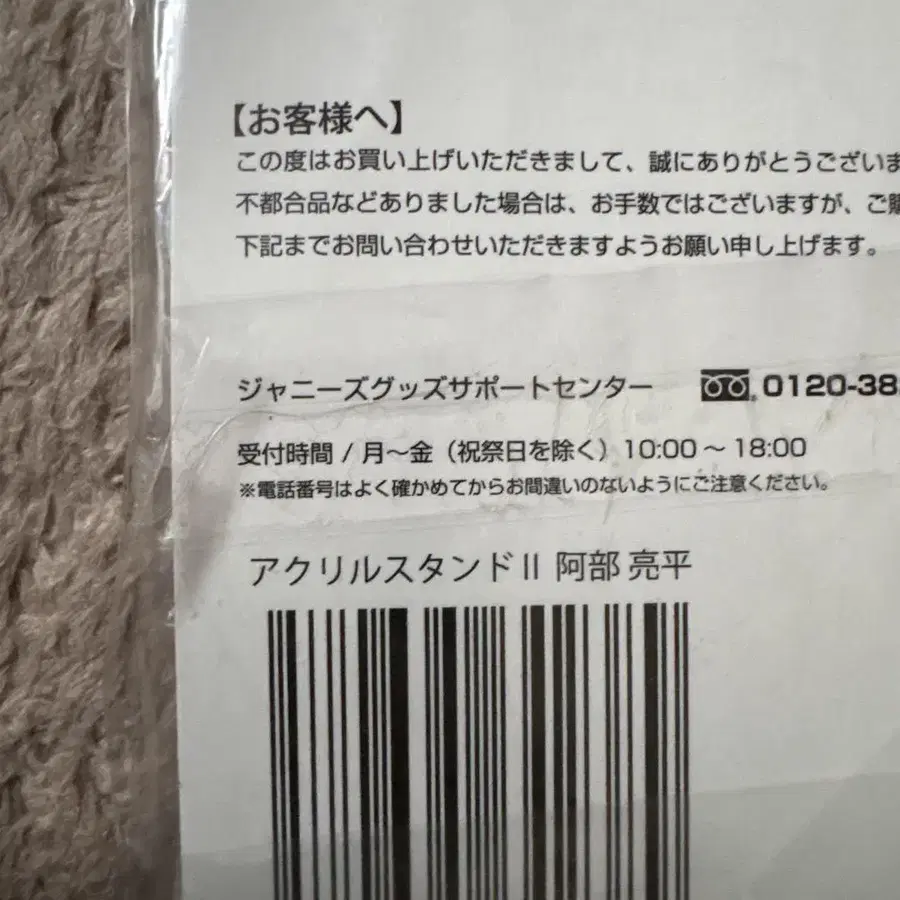 【お客様へ】
この度はお買い上げいただきまして、誠にありがとうございま
不都合品などありました場合は、お手数ではございますが、ご購
下記までお問い合わせいただきますようお願い申し上げます。
ジャニーズグッズサポートセンター 0120-38
受付時間 / 月〜金（祝祭日を除く）10:00 〜 18:00
※電話番号はよく確かめてからお間違いのないようにご注意ください。
アクリルスタンドⅡ 阿部 亮平